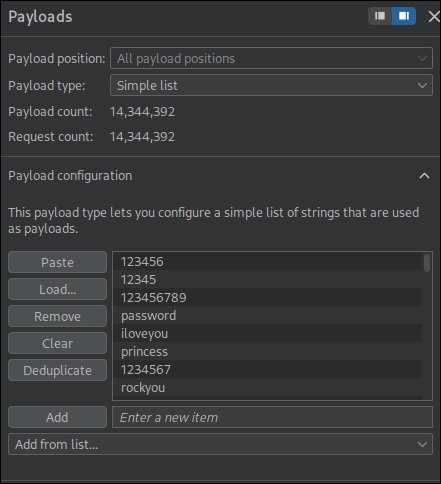 Payloads
Payload position: All payload positions
Payload type: Simple list
Payload count: 14,344,392
Request count: 14,344,392
Payload configuration
This payload type lets you configure a simple list of strings that are used
as payloads.
Paste
Load...
Remove
Clear
Deduplicate
123456
12345
123456789
password
iloveyou
princess
1234567
rockyou
Add
Enter a new item
Add from list...